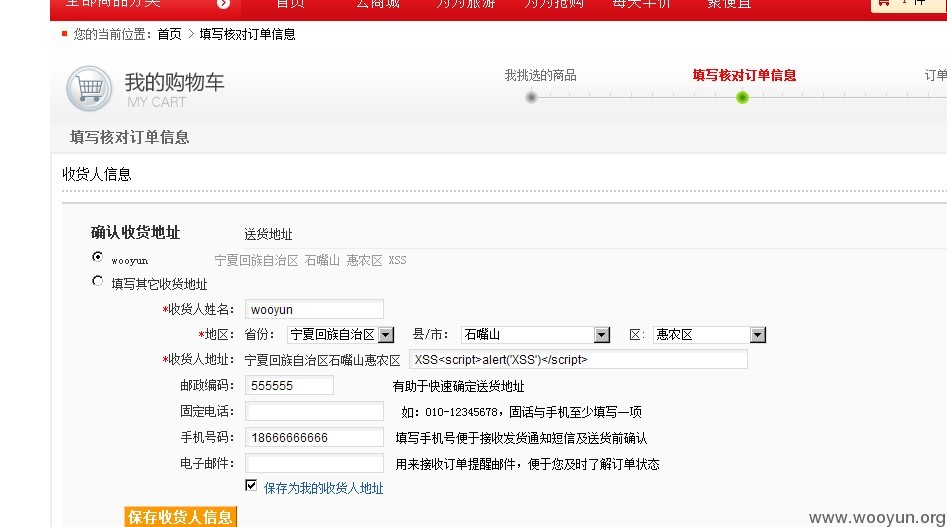 全部商品分类 首页 云商城 为为旅游 为为抢购 每天半价 聚便宜 1 件
您的当前位置: 首页 > 填写核对订单信息
我的购物车 我挑选的商品 填写核对订单信息 订单
MY CART
填写核对订单信息
收货人信息
确认收货地址 送货地址
wooyun 宁夏回族自治区 石嘴山 惠农区 XSS
填写其它收货地址
*收货人姓名: wooyun
*地区: 省份: 宁夏回族自治区 县/市: 石嘴山 区: 惠农区
*收货人地址: 宁夏回族自治区石嘴山惠农区 XSS<script>alert('XSS')</script>
邮政编码: 555555 有助于快速确定送货地址
固定电话: 如: 010-12345678，固话与手机至少填写一项
手机号码: 18666666666 填写手机号便于接收发货通知短信及送货前确认
电子邮件: 用来接收订单提醒邮件，便于您及时了解订单状态
保存为我的收货人地址
保存收货人信息
www.wooyun.org